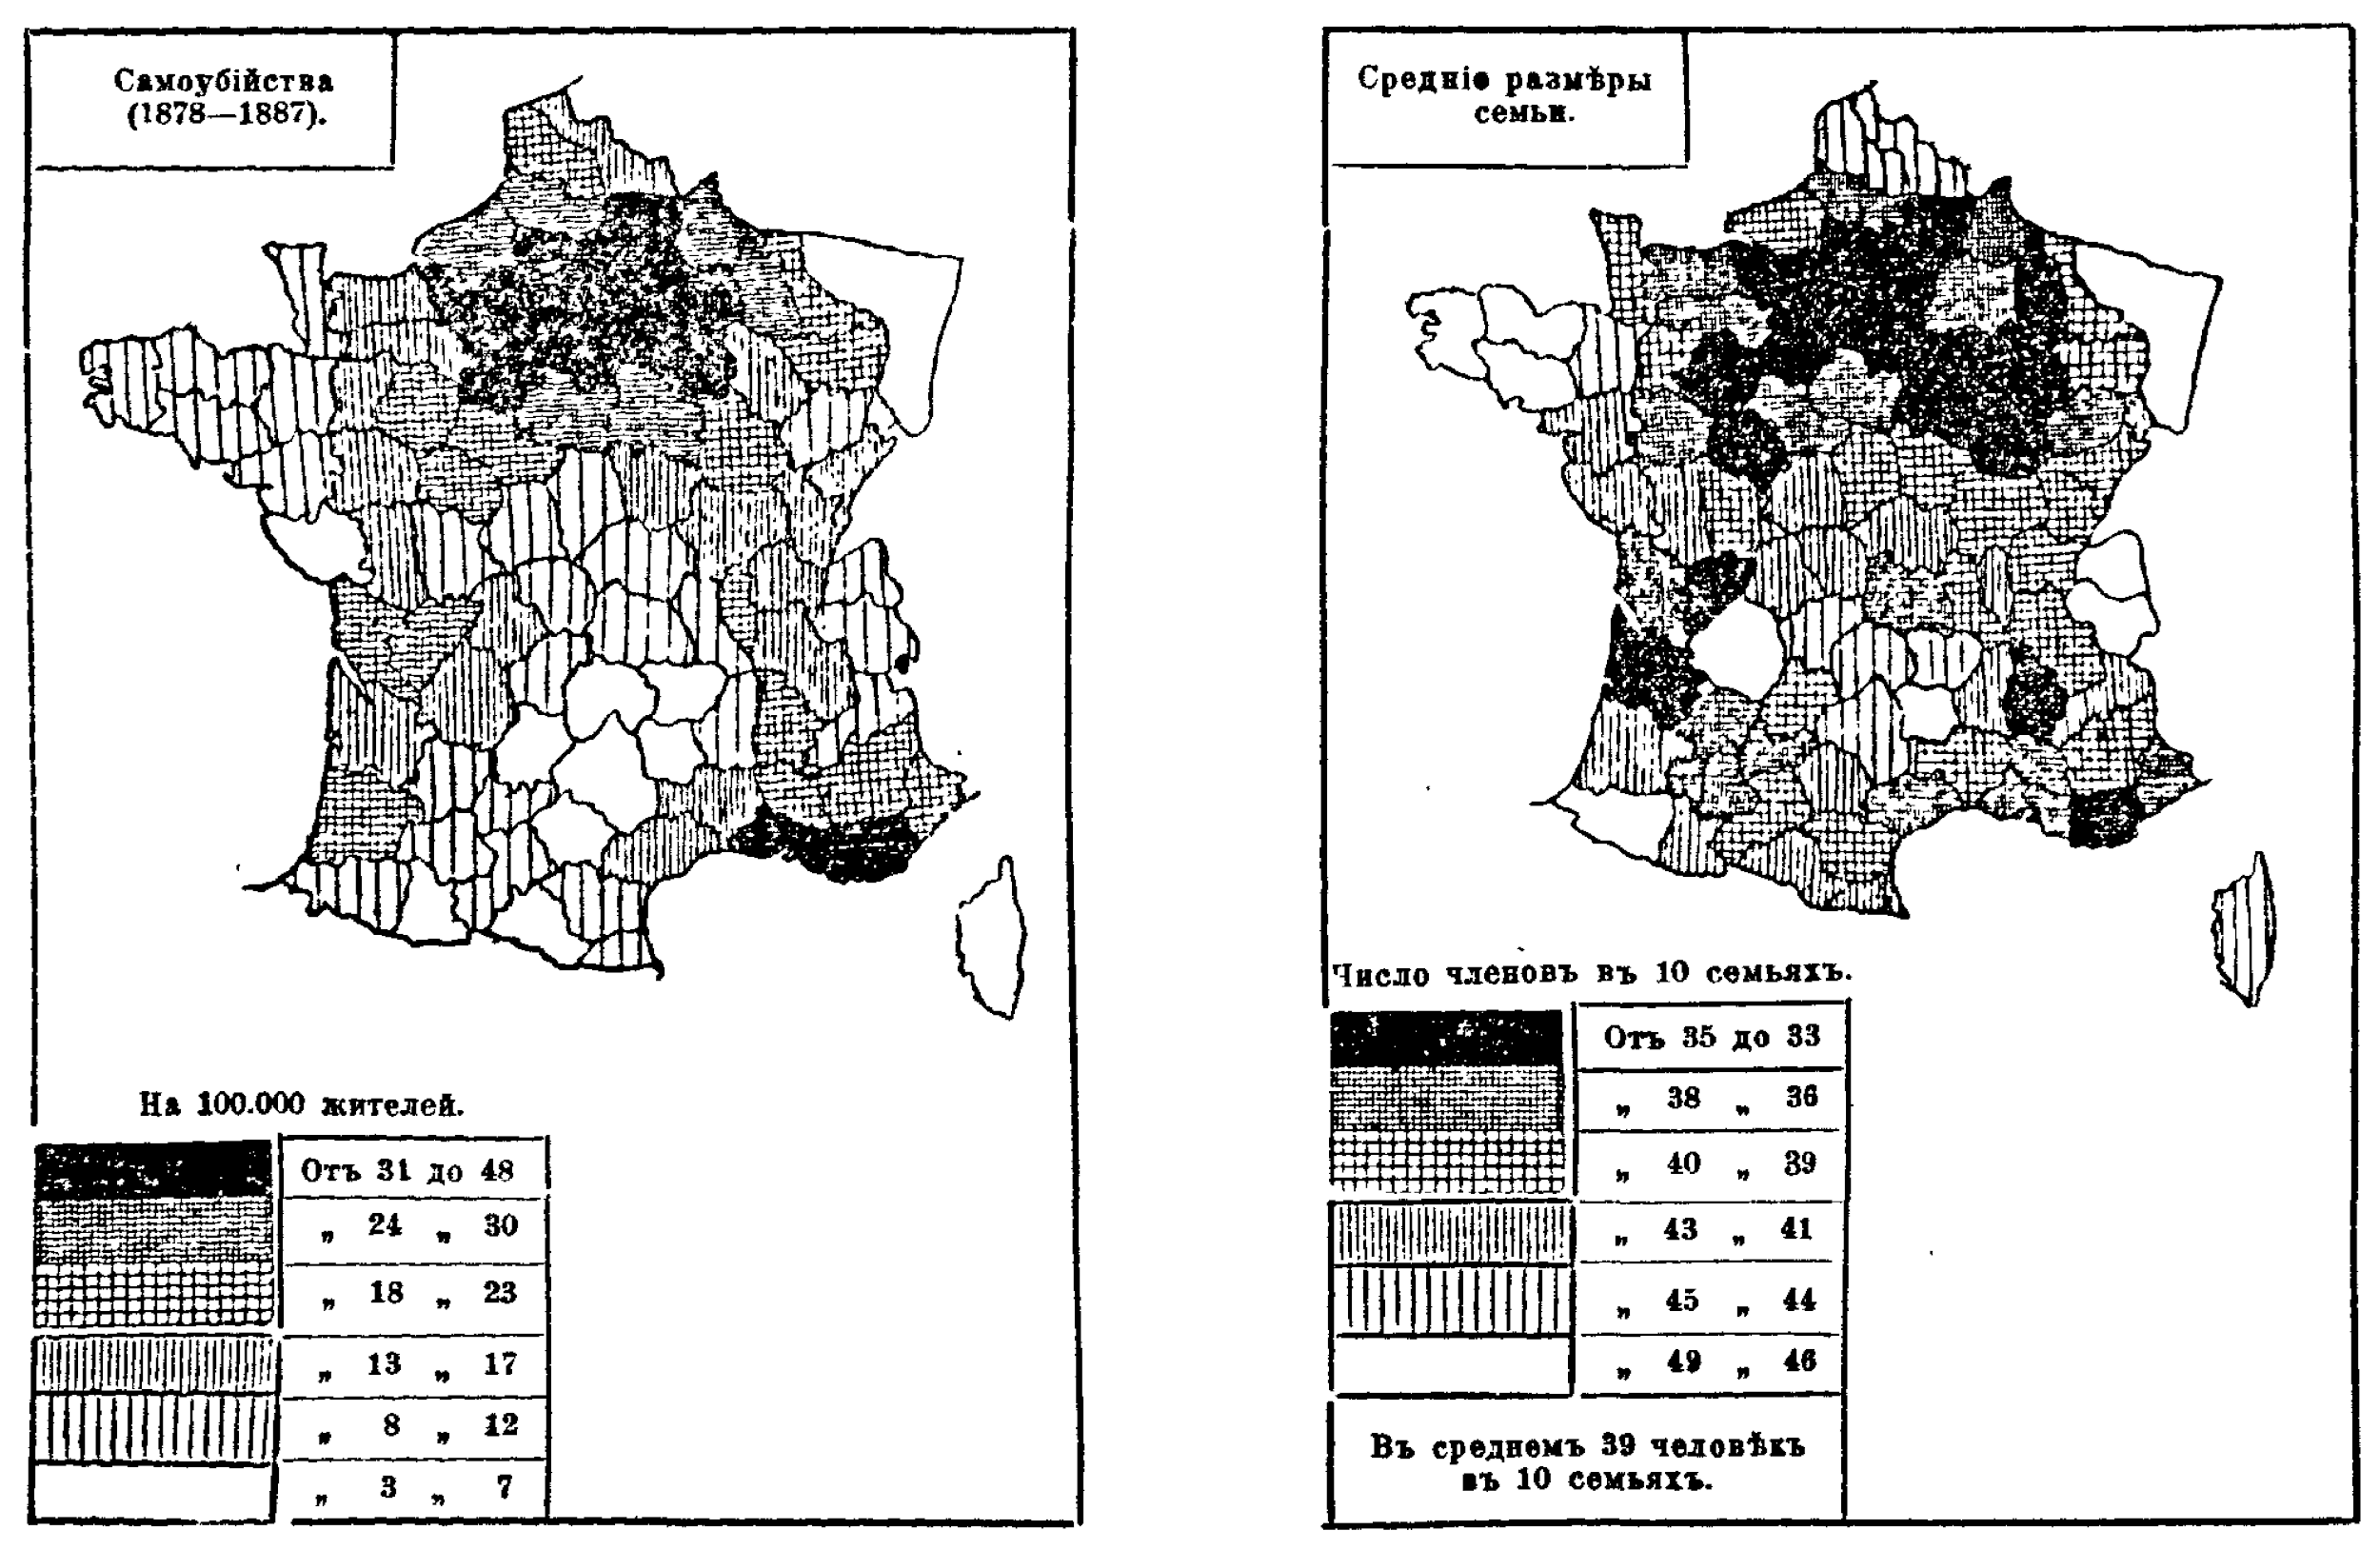 Самоубійства
(1878—1887).
На 100.000 жителей.
Отъ 31 до 48
„ 24 „ 30
„ 18 „ 23
„ 13 „ 17
„ 8 „ 12
„ 3 „ 7
Средніе размѣры
семьи.
Число членовъ въ 10 семьяхъ.
Отъ 35 до 33
„ 38 „ 36
„ 40 „ 39
„ 43 „ 41
„ 45 „ 44
„ 49 „ 46
Въ среднемъ 39 человѣкъ
въ 10 семьяхъ.